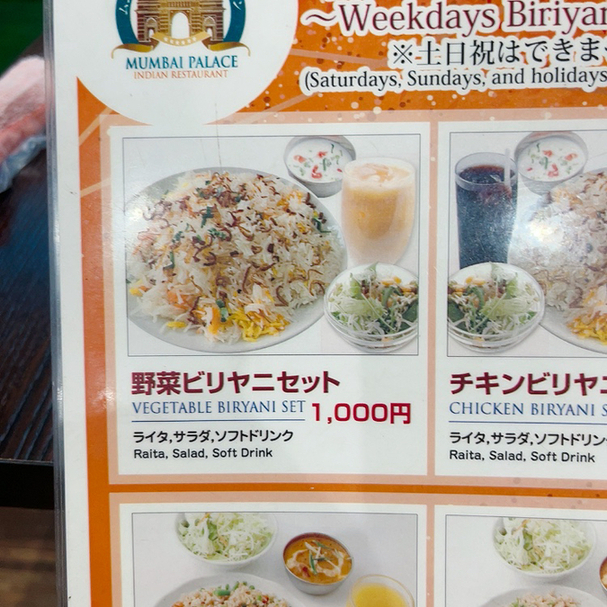 MUMBAI PALACE
INDIAN RESTAURANT
～Weekdays Biriyan
※土日祝はできま
(Saturdays, Sundays, and holidays
野菜ビリヤニセット
VEGETABLE BIRYANI SET 1,000円
ライタ,サラダ,ソフトドリンク
Raita, Salad, Soft Drink
チキンビリヤニ
CHICKEN BIRYANI S
ライタ,サラダ,ソフトドリン
Raita, Salad, Soft Drink